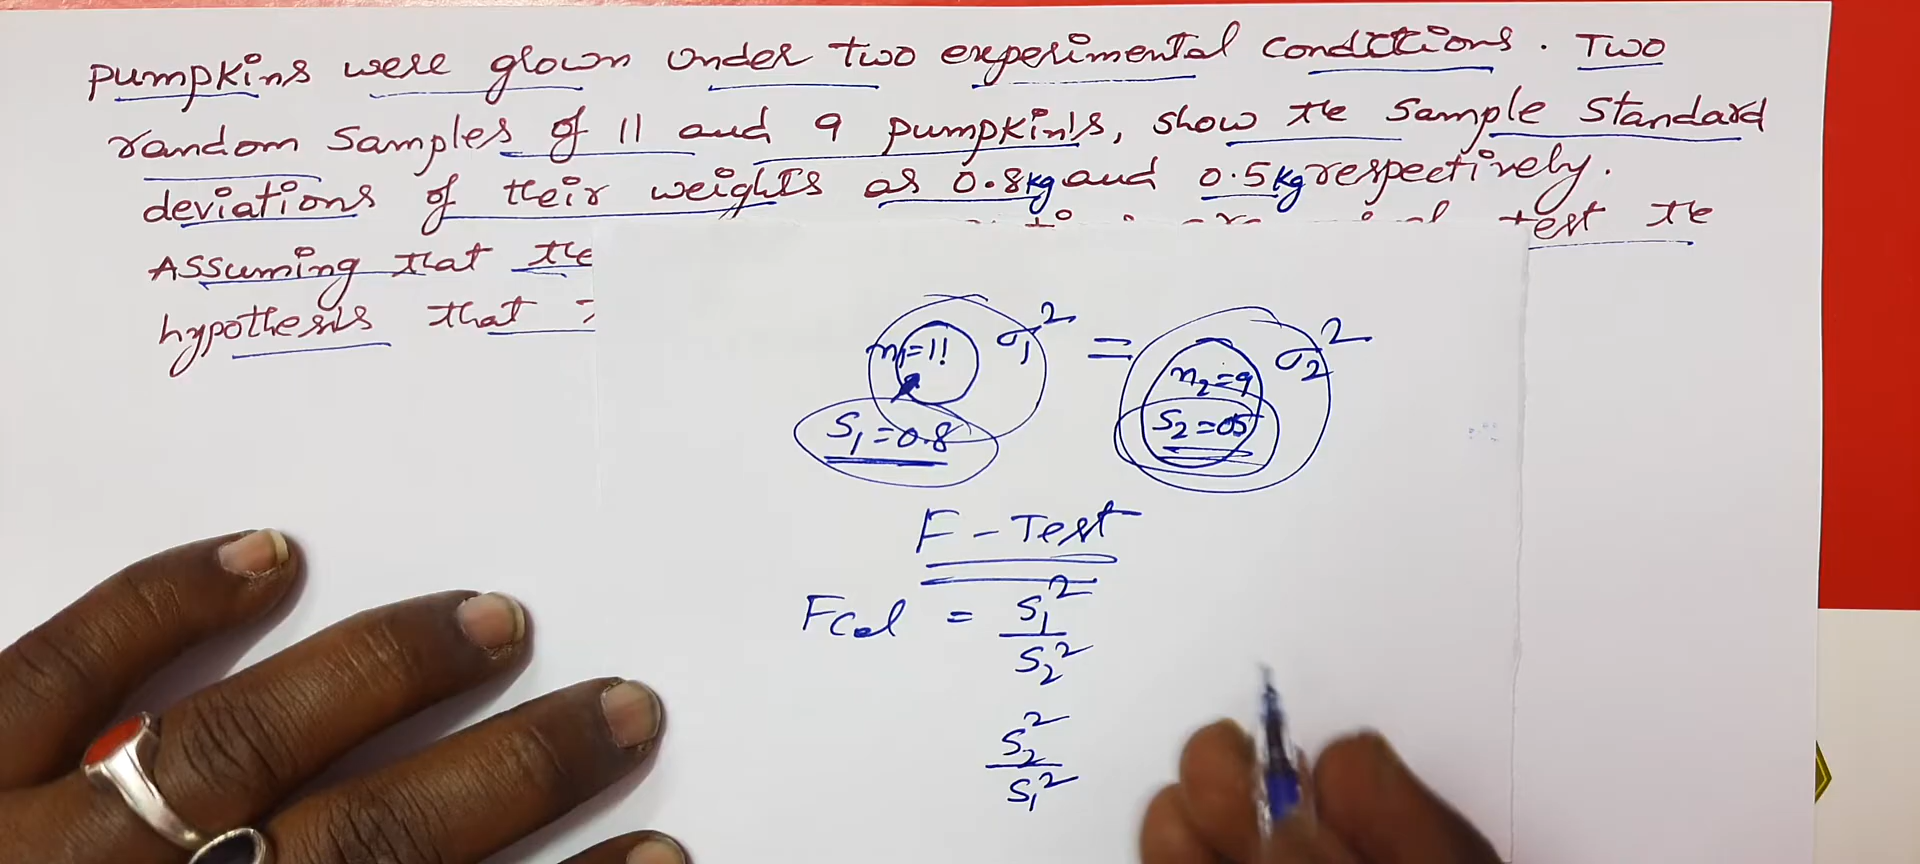 Pumpkins were grown under two experimental conditions. Two
random samples of 11 and 9 pumpkins, show the sample standard
deviations of their weights as 0.8kg and 0.5kg respectively.
Assuming that the test the
hypothesis that
n1=11 σ1² = n2=9 σ2²
S1=0.8 S2=05
F-Test
Fcal = S1²/S2²
S2²/S1²